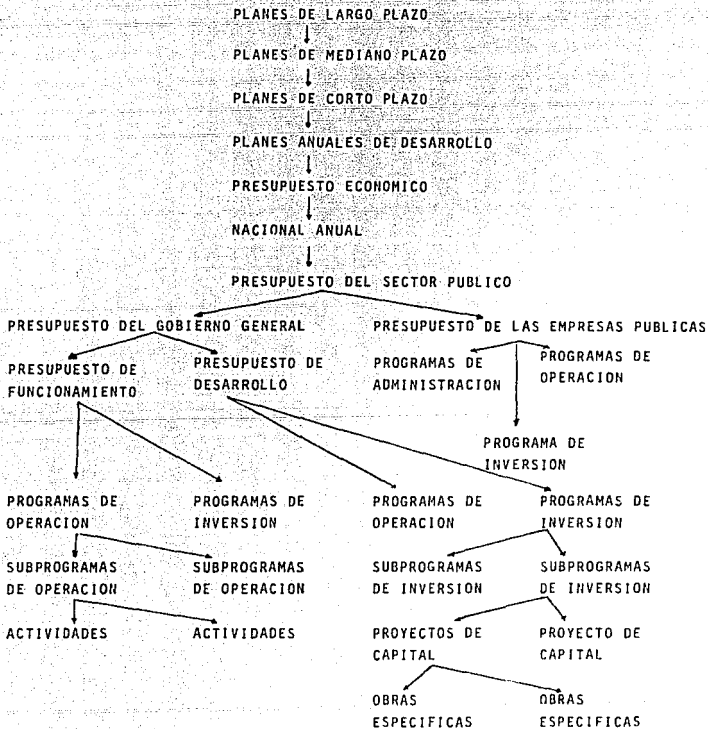 PLANES DE LARGO PLAZO
PLANES DE MEDIANO PLAZO
PLANES DE CORTO PLAZO
PLANES ANUALES DE DESARROLLO
PRESUPUESTO ECONOMICO
NACIONAL ANUAL
PRESUPUESTO DEL SECTOR PUBLICO
PRESUPUESTO DEL GOBIERNO GENERAL
PRESUPUESTO DE LAS EMPRESAS PUBLICAS
PRESUPUESTO DE
FUNCIONAMIENTO
PRESUPUESTO DE
DESARROLLO
PROGRAMAS DE
ADMINISTRACION
PROGRAMAS DE
OPERACION
PROGRAMA DE
INVERSION
PROGRAMAS DE
OPERACION
PROGRAMAS DE
INVERSION
PROGRAMAS DE
OPERACION
PROGRAMAS DE
INVERSION
SUBPROGRAMAS
DE OPERACION
SUBPROGRAMAS
DE OPERACION
SUBPROGRAMAS
DE INVERSION
SUBPROGRAMAS
DE INVERSION
ACTIVIDADES
ACTIVIDADES
PROYECTOS DE
CAPITAL
PROYECTO DE
CAPITAL
OBRAS
ESPECIFICAS
OBRAS
ESPECIFICAS